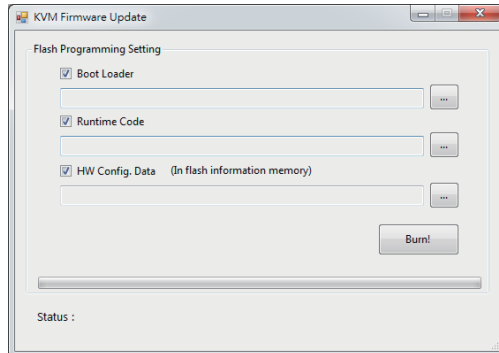 KVM Firmware Update
Flash Programming Setting
Boot Loader
...
Runtime Code
...
HW Config. Data (In flash information memory)
...
Burn!
Status :